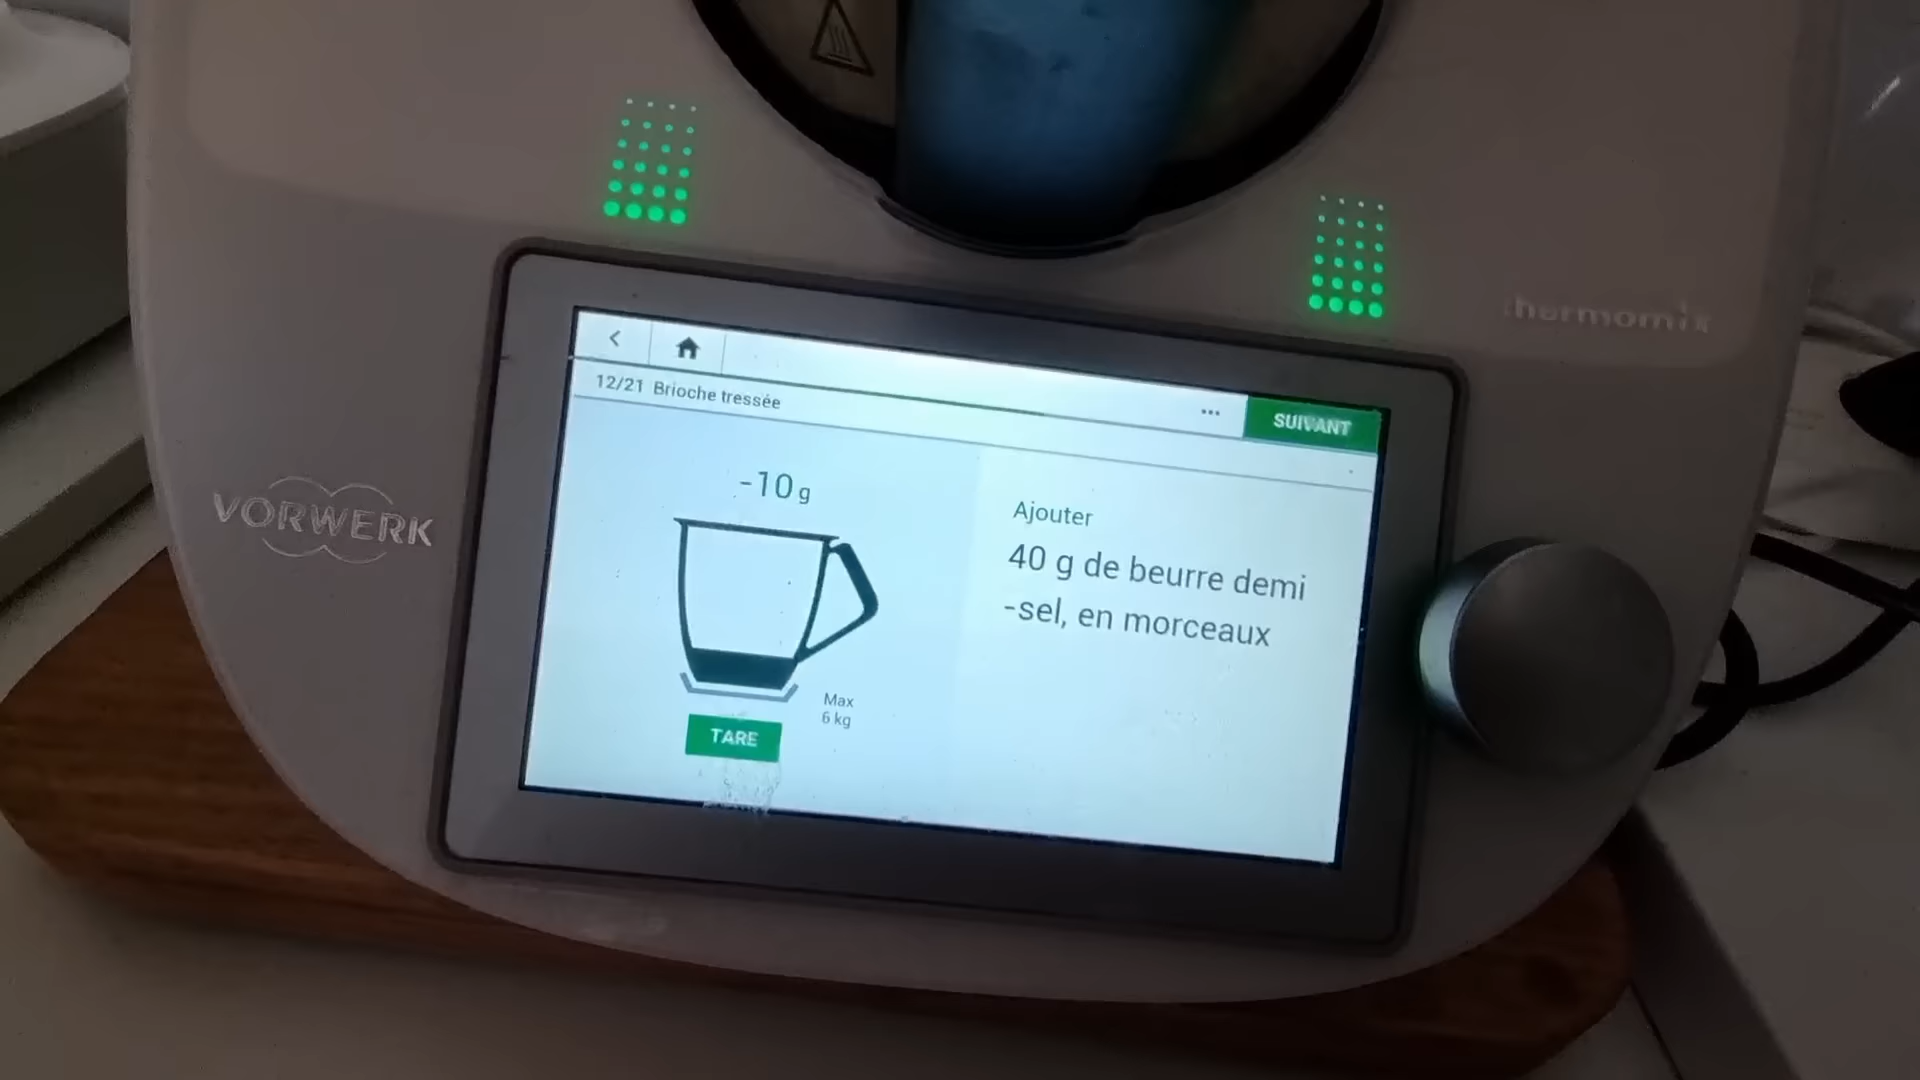 thermomix
12/21 Brioche tressée
...
SUIVANT
-10 g
Ajouter
40 g de beurre demi
-sel, en morceaux
VORWERK
Max
6 kg
TARE